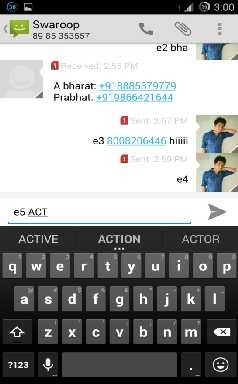 3:00
Swaroop
89 85 353557
e2 bha
Received: 2:55 PM
A bharat: +918885379779
Prabhat: +919866421644
Sent: 2:57 PM
e3 8008206446 hiiiii
Sent: 2:59 PM
e4
e5 ACT
ACTIVE ACTION ACTOR
q w e r t y u i o p
a s d f g h j k l
z x c v b n m
?123 .